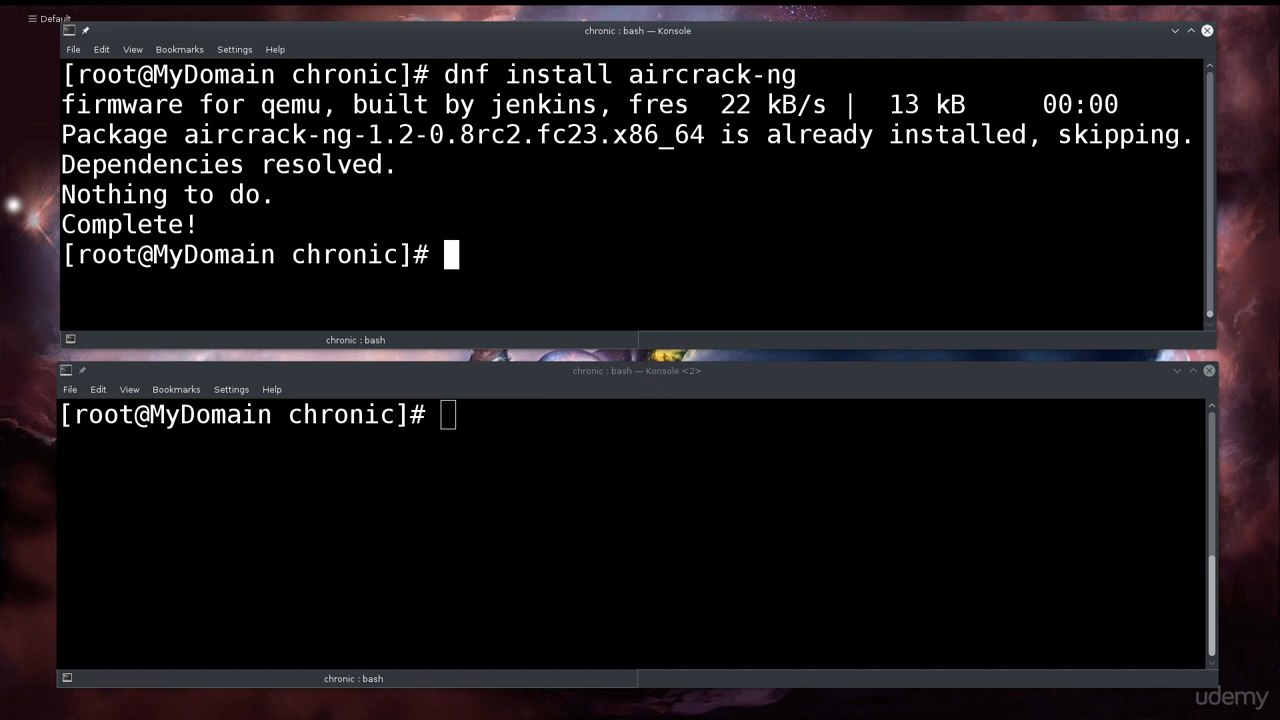 Default
chronic : bash — Konsole
File Edit View Bookmarks Settings Help
[root@MyDomain chronic]# dnf install aircrack-ng
firmware for qemu, built by jenkins, fres  22 kB/s |  13 kB     00:00
Package aircrack-ng-1.2-0.8rc2.fc23.x86_64 is already installed, skipping.
Dependencies resolved.
Nothing to do.
Complete!
[root@MyDomain chronic]#
chronic : bash
chronic : bash — Konsole <2>
File Edit View Bookmarks Settings Help
[root@MyDomain chronic]#
chronic : bash
udemy